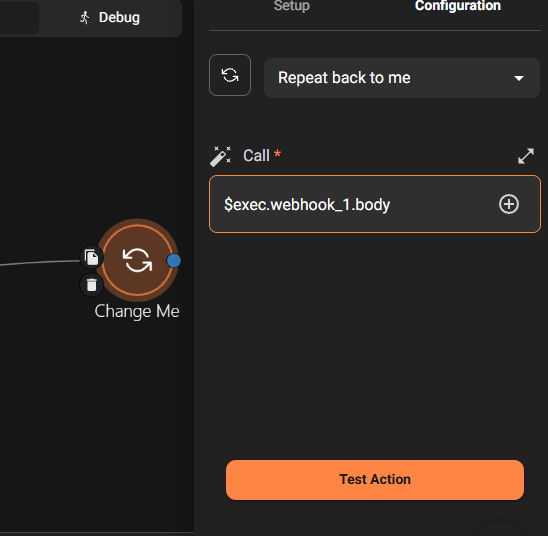 Debug
Setup
Configuration
Repeat back to me
Call *
$exec.webhook_1.body
Change Me
Test Action